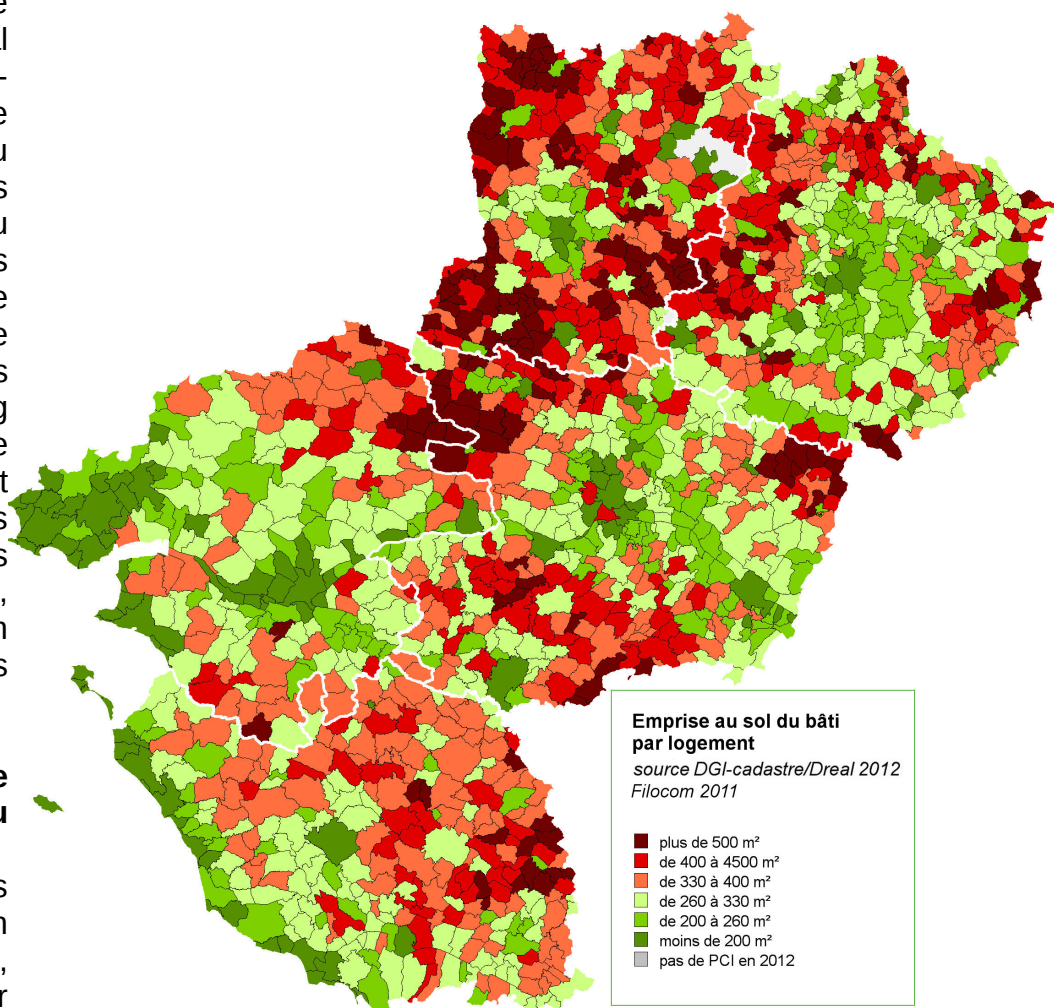 Emprise au sol du bâti
par logement
source DGI-cadastre/Dreal 2012
Filocom 2011
plus de 500 m²
de 400 à 4500 m²
de 330 à 400 m²
de 260 à 330 m²
de 200 à 260 m²
moins de 200 m²
pas de PCI en 2012